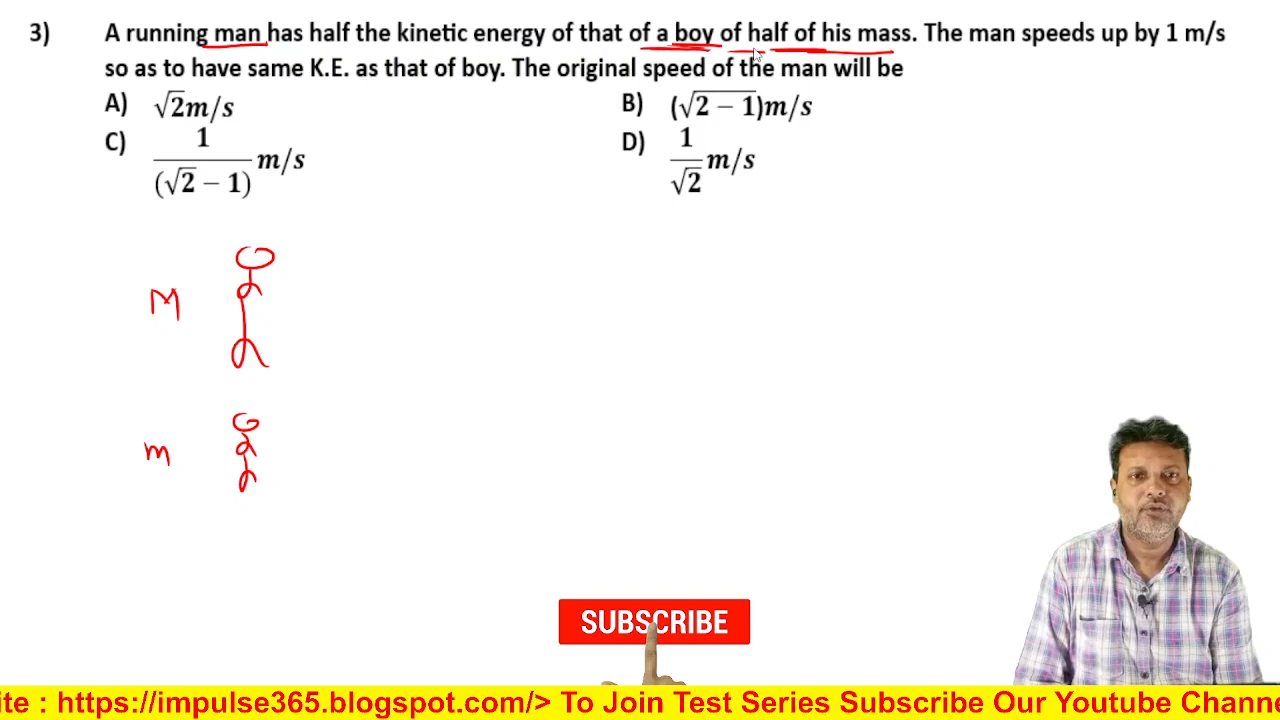 3) A running man has half the kinetic energy of that of a boy of half of his mass. The man speeds up by 1 m/s
so as to have same K.E. as that of boy. The original speed of the man will be
A) √2m/s B) (√2 − 1)m/s
C) 1/(√2 − 1) m/s D) 1/√2 m/s
M
m
SUBSCRIBE
ite : https://impulse365.blogspot.com/> To Join Test Series Subscribe Our Youtube Channe